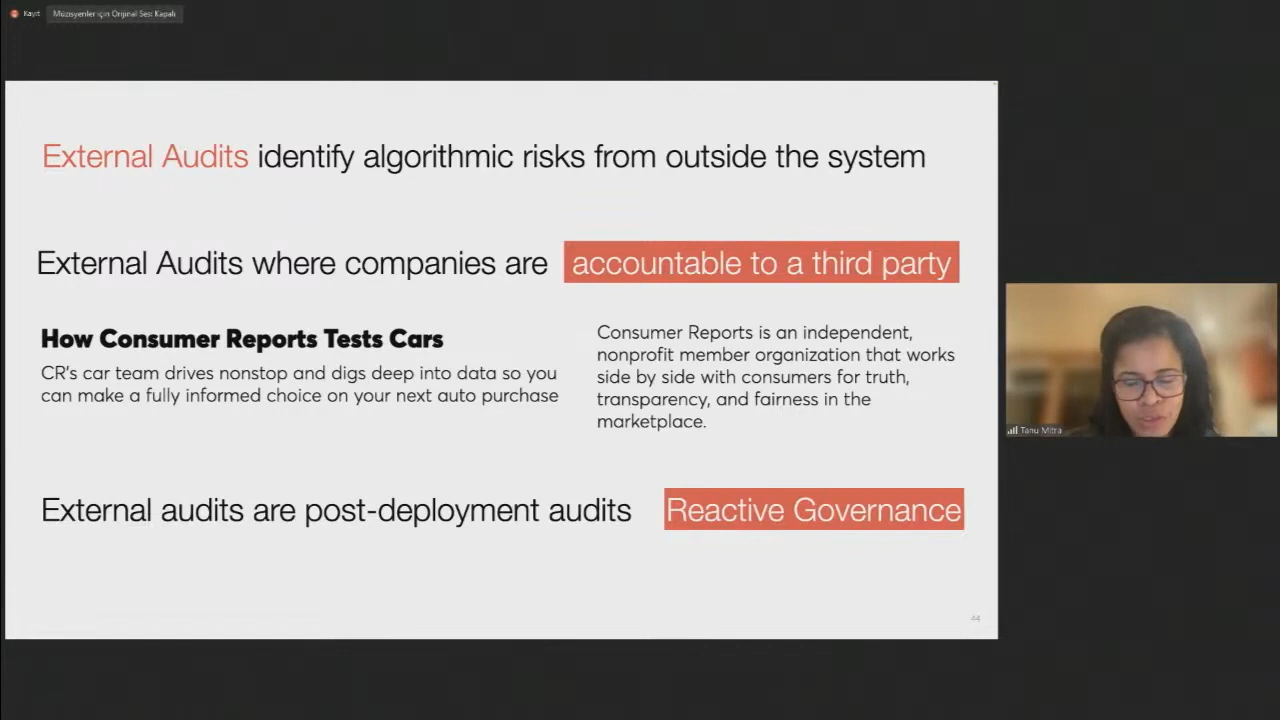 Kayıt
Müzisyenler için Orijinal Ses: Kapalı
External Audits identify algorithmic risks from outside the system
External Audits where companies are accountable to a third party
How Consumer Reports Tests Cars
CR's car team drives nonstop and digs deep into data so you
can make a fully informed choice on your next auto purchase
Consumer Reports is an independent,
nonprofit member organization that works
side by side with consumers for truth,
transparency, and fairness in the
marketplace.
External audits are post-deployment audits Reactive Governance
44
Tanu Mitra